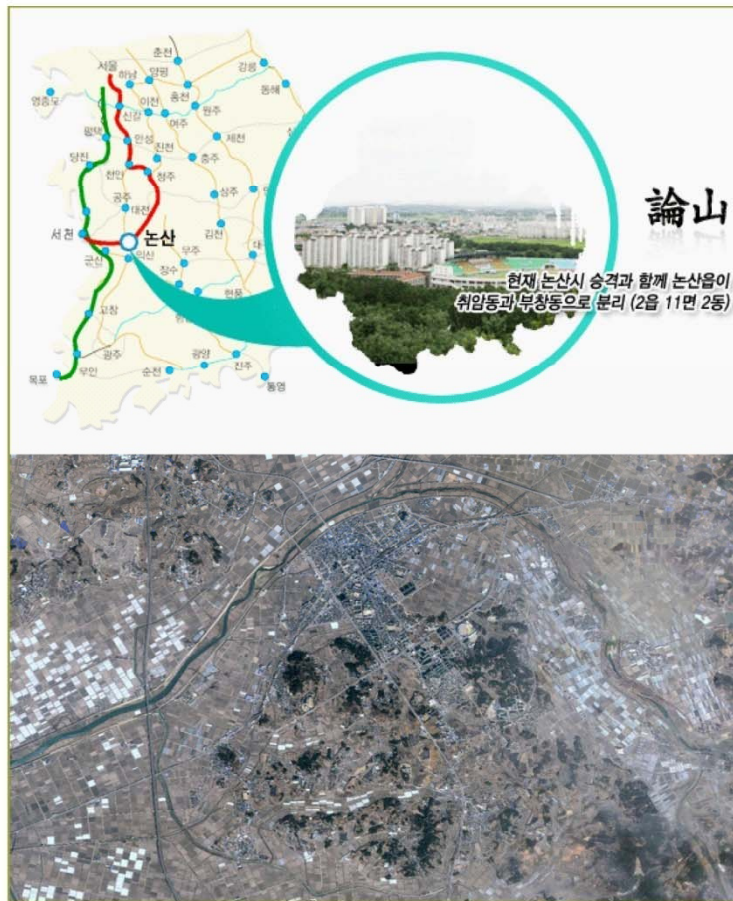 춘천
강릉
서울
하남
양평
동해
영종도
홍천
신갈
이천
원주
여주
평택
안성
제천
당진
진천
충주
천안
청주
상주
공주
대전
論山
김천
서천
논산
무주
군산
익산
장수
현재 논산시 승격과 함께 논산읍이
현풍
취암동과 부창동으로 분리 (2읍 11면 2동)
고창
광주
광양
진주
목포
무안
순천
통영